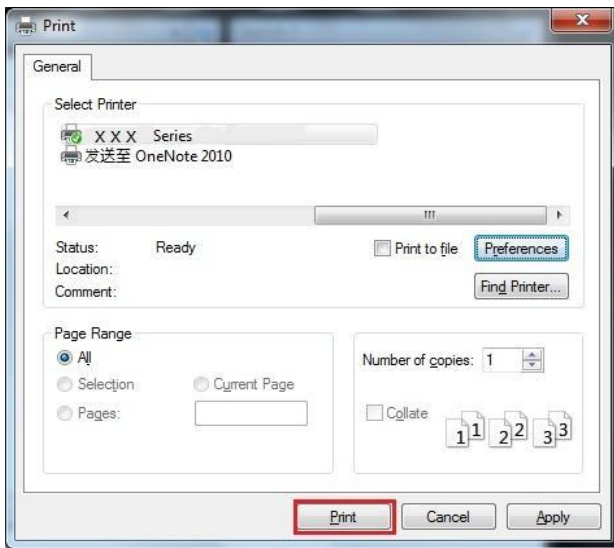 Print
General
Select Printer
X X X Series
发送至 OneNote 2010
Status: Ready
Print to file
Preferences
Location:
Comment:
Find Printer...
Page Range
All
Selection
Current Page
Pages:
Number of copies: 1
Collate
1 1 2 2 3 3
Print
Cancel
Apply